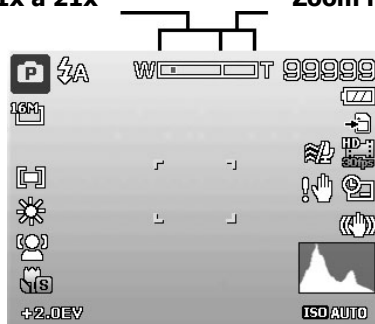 1x a 21x Zoom
P A W T 99999
16M
HD
30fps
S
+2.0EV ISO AUTO